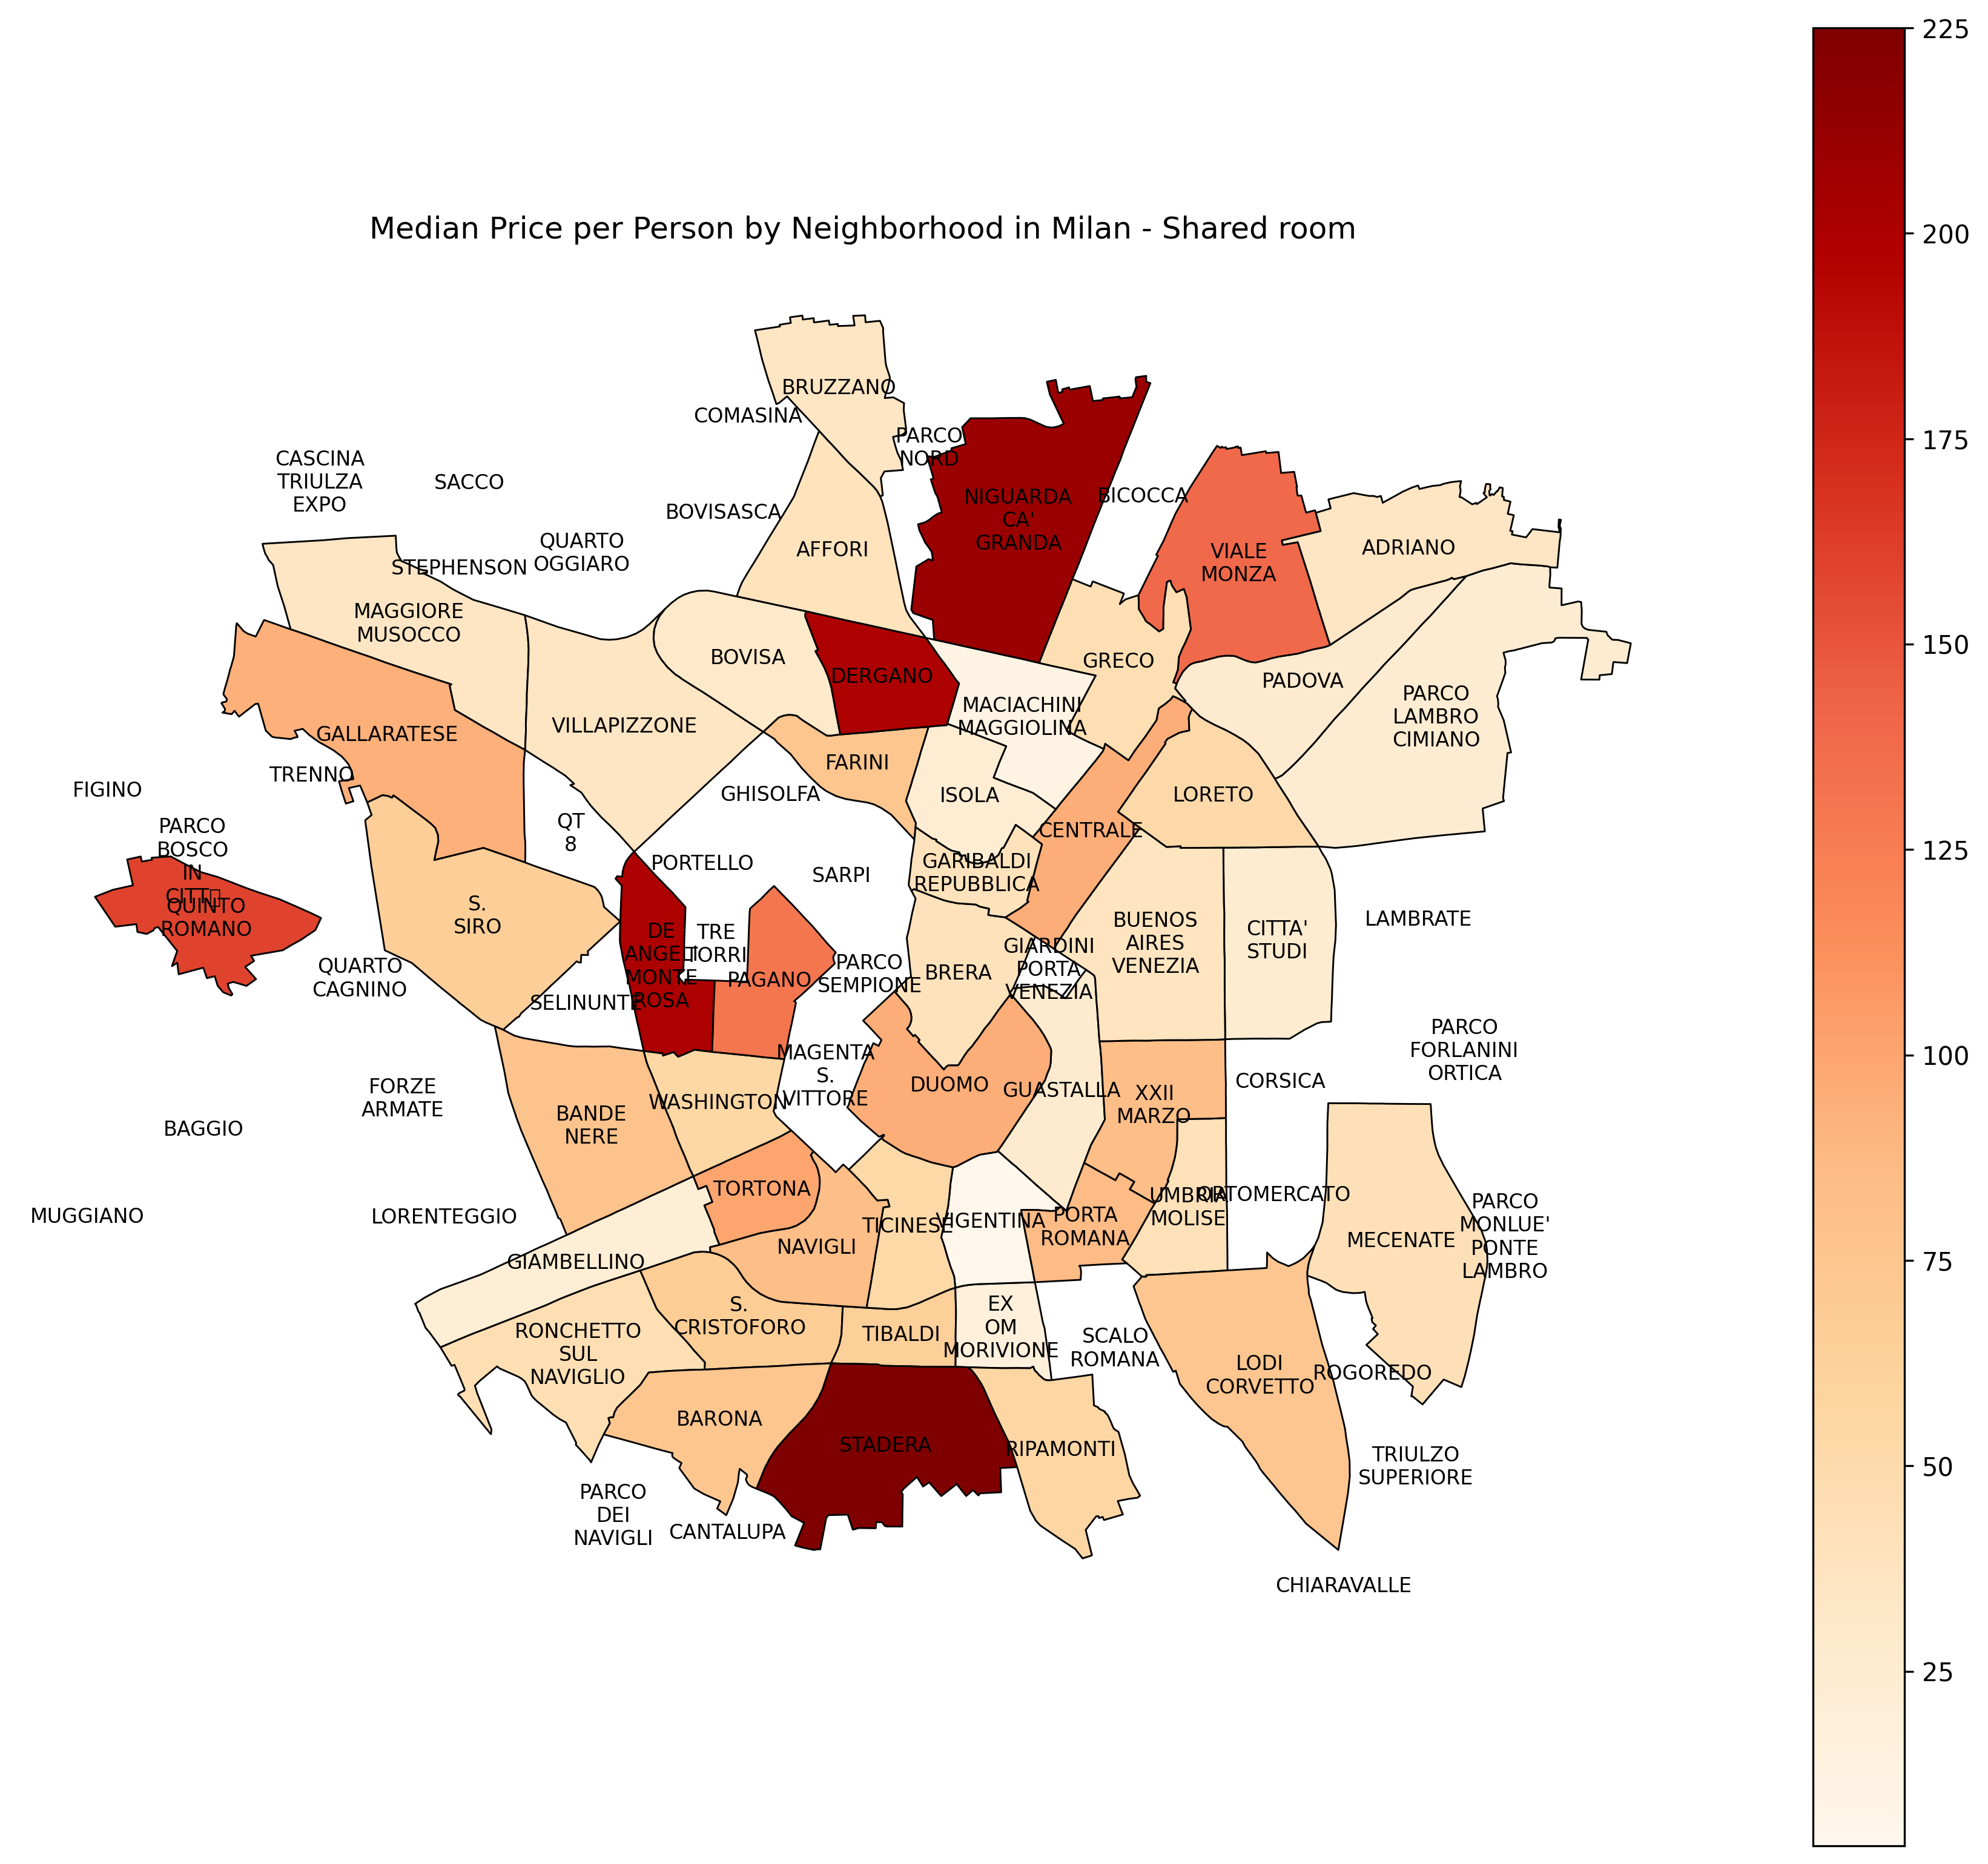 Median Price per Person by Neighborhood in Milan - Shared room
BRUZZANO
COMASINA
PARCO
NORD
CASCINA
TRIULZA
EXPO
SACCO
BOVISASCA
NIGUARDA
CA'
GRANDA
BICOCCA
QUARTO
OGGIARO
AFFORI
VIALE
MONZA
ADRIANO
STEPHENSON
MAGGIORE
MUSOCCO
BOVISA
DERGANO
GRECO
PADOVA
MACIACHINI
MAGGIOLINA
PARCO
LAMBRO
CIMIANO
GALLARATESE
VILLAPIZZONE
TRENNO
FARINI
FIGINO
GHISOLFA
ISOLA
LORETO
QT
8
CENTRALE
PARCO
BOSCO
IN
CITT
QUINTO
ROMANO
PORTELLO
SARPI
GARIBALDI
REPUBBLICA
S.
SIRO
DE
ANGELI
MONTE
ROSA
TRE
TORRI
PAGANO
PARCO
SEMPIONE
BRERA
GIARDINI
PORTA
VENEZIA
BUENOS
AIRES
VENEZIA
CITTA'
STUDI
LAMBRATE
QUARTO
CAGNINO
SELINUNTE
PARCO
FORLANINI
ORTICA
MAGENTA
S.
VITTORE
DUOMO
GUASTALLA
XXII
MARZO
CORSICA
FORZE
ARMATE
BANDE
NERE
WASHINGTON
BAGGIO
TORTONA
MUGGIANO
LORENTEGGIO
NAVIGLI
TICINESE
VIGENTINA
PORTA
ROMANA
UMBRIA
MOLISE
ORTOMERCATO
MECENATE
PARCO
MONLUE'
PONTE
LAMBRO
GIAMBELLINO
RONCHETTO
SUL
NAVIGLIO
S.
CRISTOFORO
TIBALDI
EX
OM
MORIVIONE
SCALO
ROMANA
LODI
CORVETTO
ROGOREDO
BARONA
STADERA
RIPAMONTI
TRIULZO
SUPERIORE
PARCO
DEI
NAVIGLI
CANTALUPA
CHIARAVALLE
225
200
175
150
125
100
75
50
25